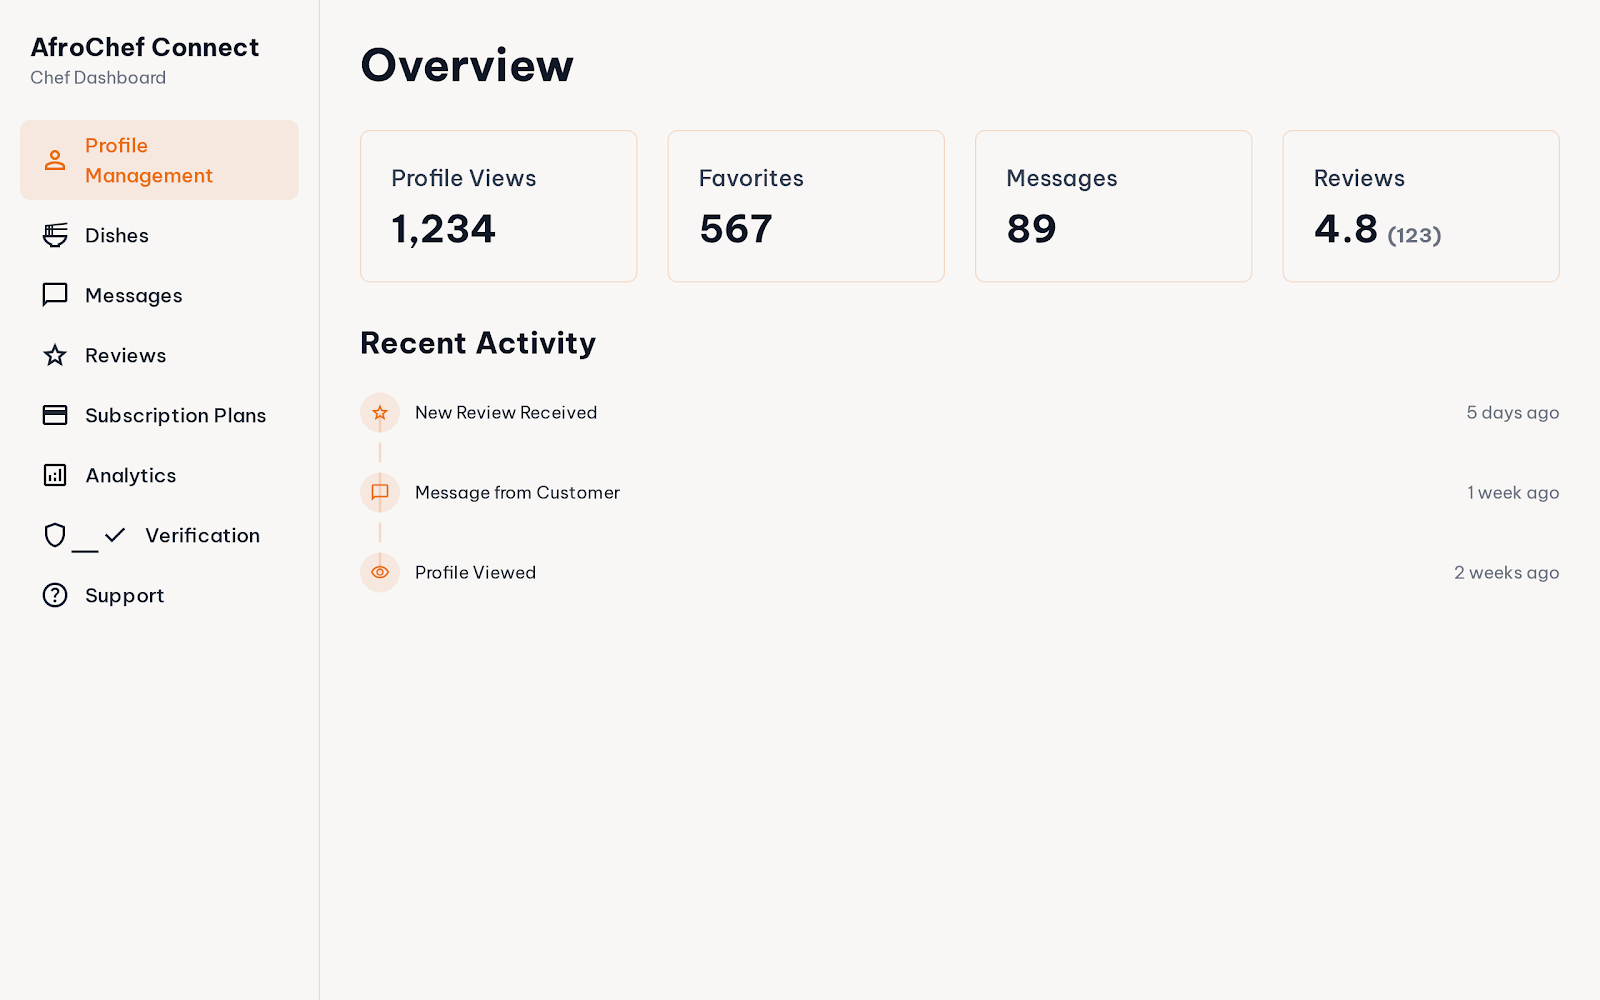 AfroChef Connect
Chef Dashboard
Profile
Management
Dishes
Messages
Reviews
Subscription Plans
Analytics
Verification
Support
Overview
Profile Views
1,234
Favorites
567
Messages
89
Reviews
4.8 (123)
Recent Activity
New Review Received
5 days ago
Message from Customer
1 week ago
Profile Viewed
2 weeks ago